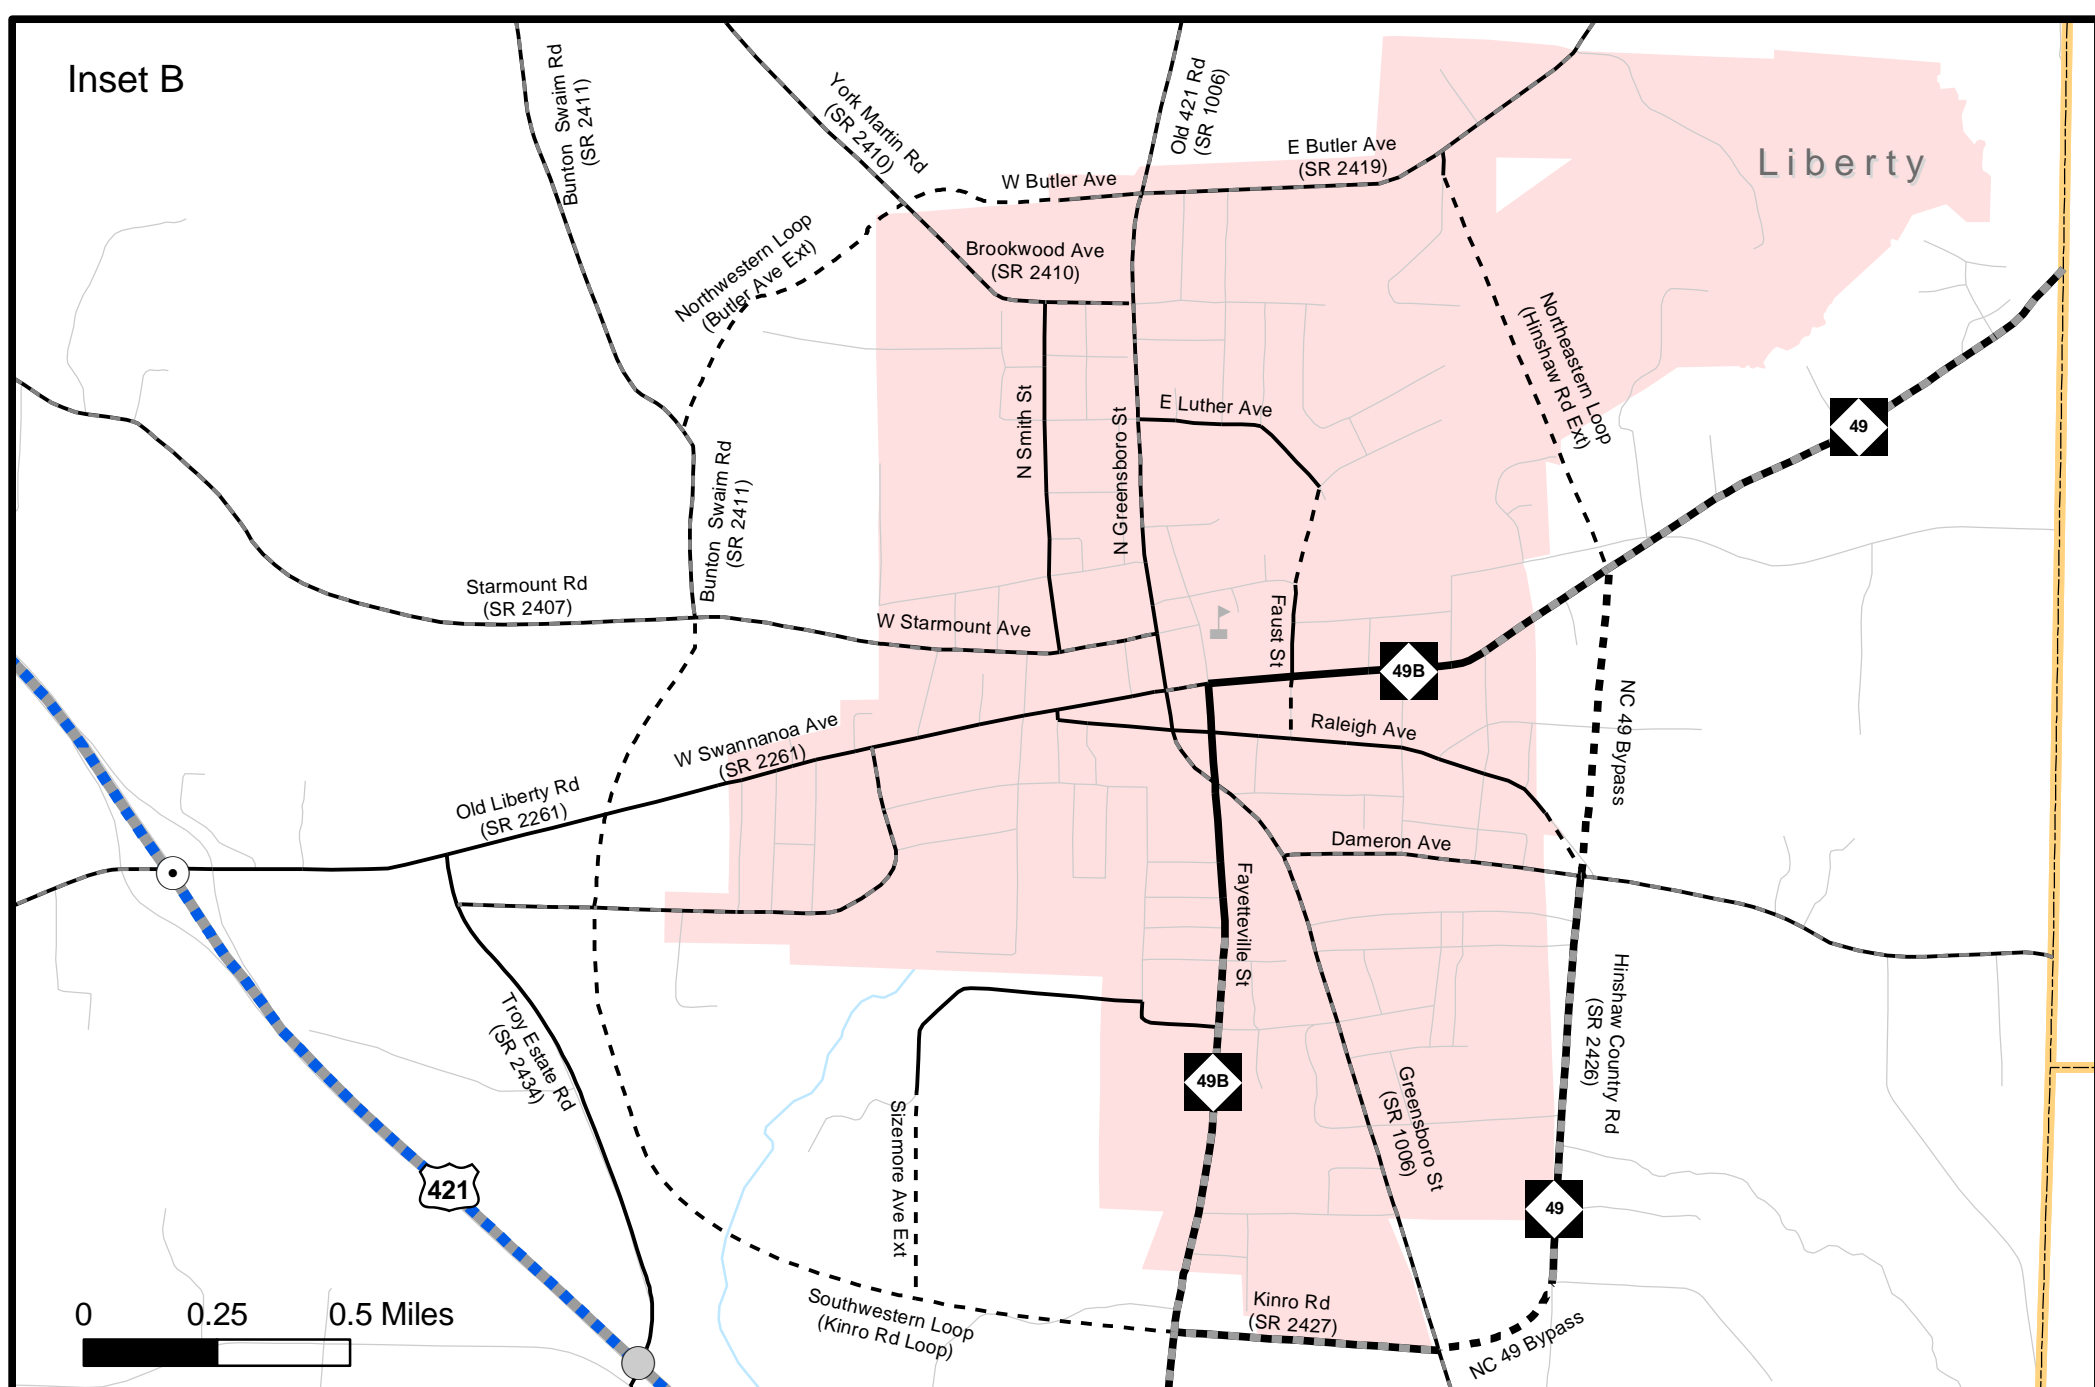 Inset B
Bunton Swaim Rd
(SR 2411)
York Martin Rd
(SR 2410)
Old 421 Rd
(SR 1006)
W Butler Ave
E Butler Ave
(SR 2419)
Liberty
Northwestern Loop
(Butler Ave Ext)
Brookwood Ave
(SR 2410)
Northeastern Loop
(Hinshaw Rd Ext)
N Smith St
N Greensboro St
E Luther Ave
49
Bunton Swaim Rd
(SR 2411)
Starmount Rd
(SR 2407)
W Starmount Ave
Faust St
49B
NC 49 Bypass
W Swannanoa Ave
(SR 2261)
Raleigh Ave
Old Liberty Rd
(SR 2261)
Dameron Ave
Fayetteville St
Troy Estate Rd
(SR 2434)
Hinshaw Country Rd
(SR 2426)
49B
Sizemore Ave Ext
Greensboro St
(SR 1006)
421
49
0 0.25 0.5 Miles
Southwestern Loop
(Kinro Rd Loop)
Kinro Rd
(SR 2427)
NC 49 Bypass